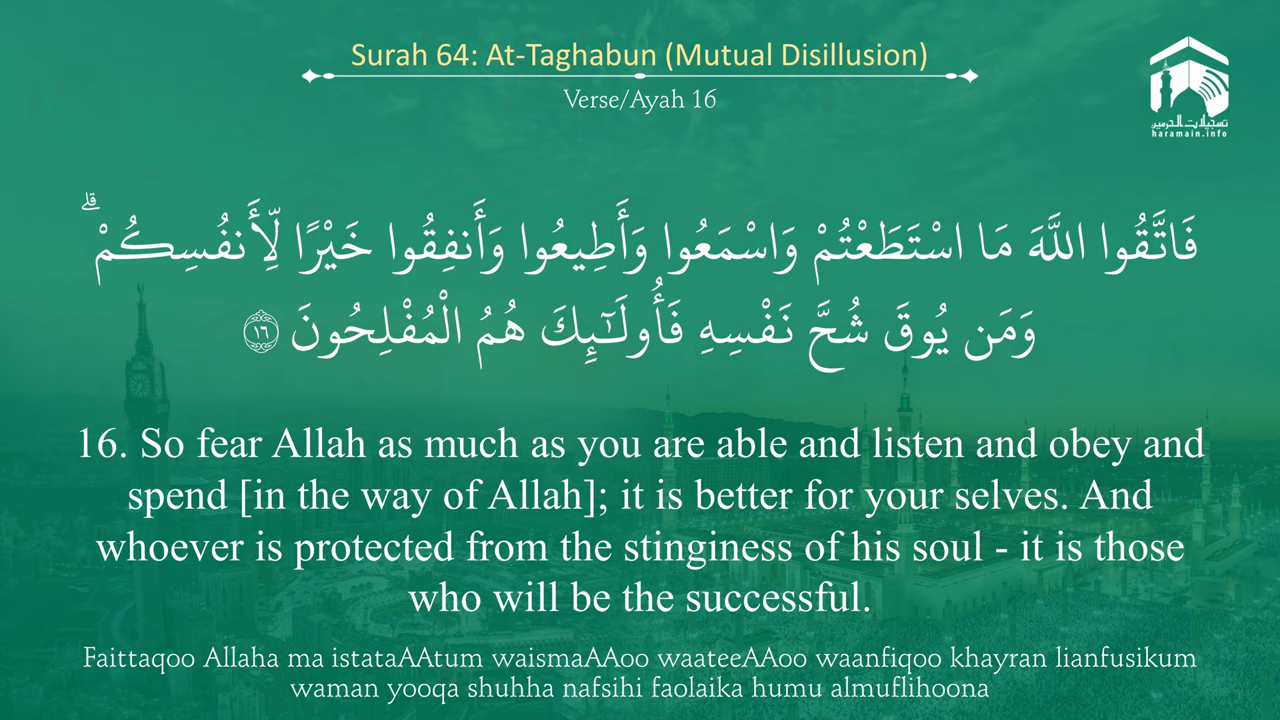 Surah 64: At-Taghabun (Mutual Disillusion)
Verse/Ayah 16
تسجيلات الحرمين
haramain.info
فَاتَّقُوا اللَّهَ مَا اسْتَطَعْتُمْ وَاسْمَعُوا وَأَطِيعُوا وَأَنفِقُوا خَيْرًا لِّأَنفُسِكُمْ ۗ
وَمَن يُوقَ شُحَّ نَفْسِهِ فَأُولَٰئِكَ هُمُ الْمُفْلِحُونَ ١٦
16. So fear Allah as much as you are able and listen and obey and
spend [in the way of Allah]; it is better for your selves. And
whoever is protected from the stinginess of his soul - it is those
who will be the successful.
Faittaqoo Allaha ma istataAAtum waismaAAoo waateeAAoo waanfiqoo khayran lianfusikum
waman yooqa shuhha nafsihi faolaika humu almuflihoona